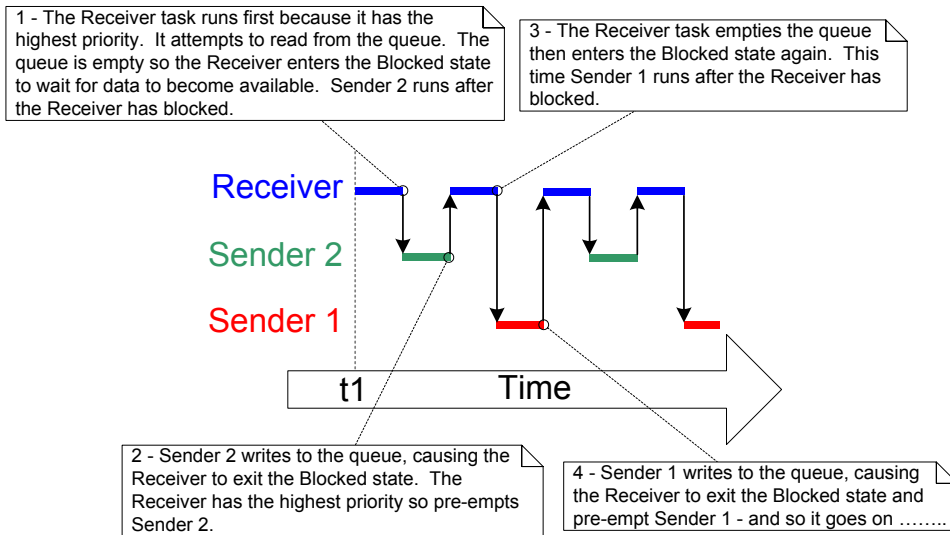 1 - The Receiver task runs first because it has the
highest priority.  It attempts to read from the queue.  The
queue is empty so the Receiver enters the Blocked state
to wait for data to become available.  Sender 2 runs after
the Receiver has blocked.
3 - The Receiver task empties the queue
then enters the Blocked state again.  This
time Sender 1 runs after the Receiver has
blocked.
Receiver
Sender 2
Sender 1
t1
Time
2 - Sender 2 writes to the queue, causing the
Receiver to exit the Blocked state.  The
Receiver has the highest priority so pre-empts
Sender 2.
4 - Sender 1 writes to the queue, causing
the Receiver to exit the Blocked state and
pre-empt Sender 1 - and so it goes on ……..